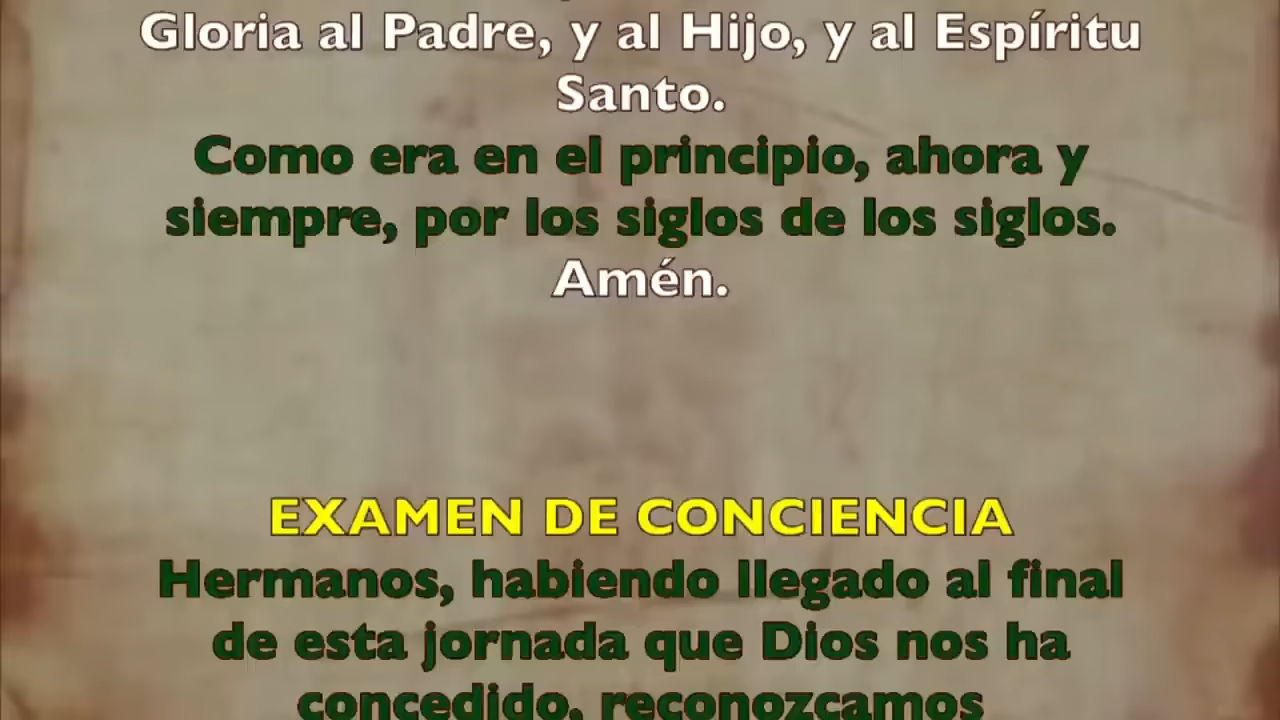 Gloria al Padre, y al Hijo, y al Espíritu
Santo.
Como era en el principio, ahora y
siempre, por los siglos de los siglos.
Amén.
EXAMEN DE CONCIENCIA
Hermanos, habiendo llegado al final
de esta jornada que Dios nos ha
concedido, reconozcamos